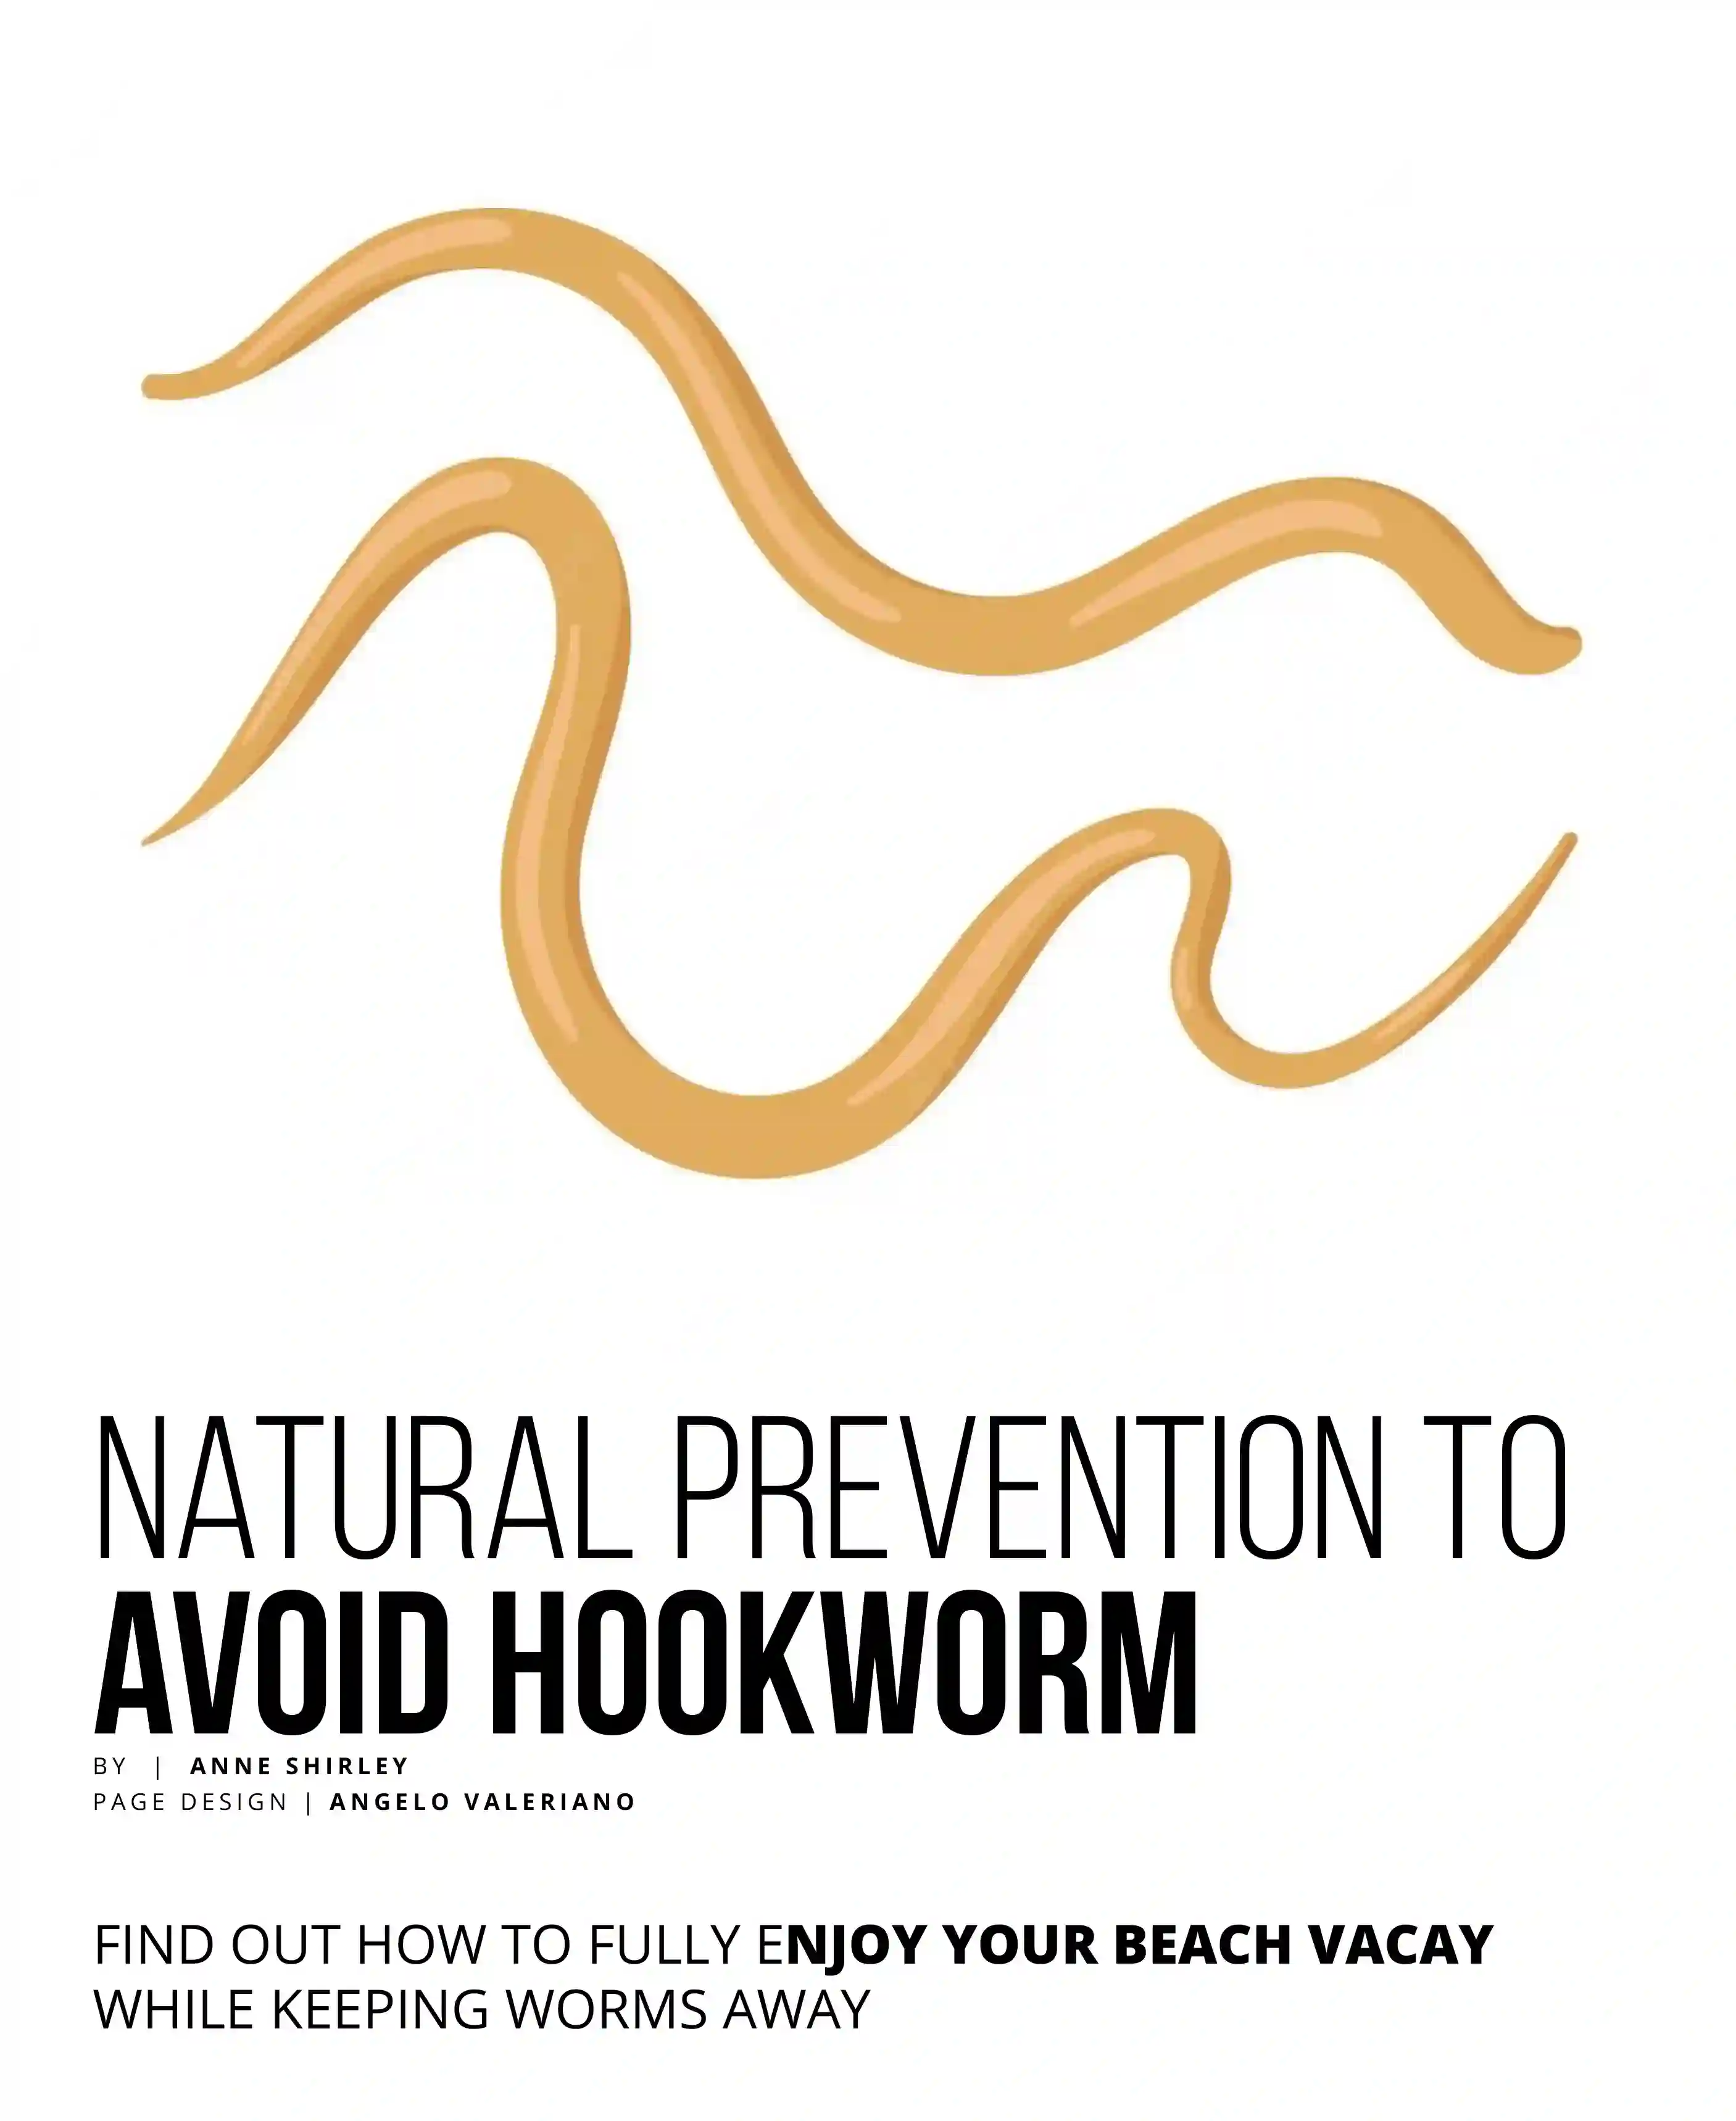 NATURAL PREVENTION TO
AVOID HOOKWORM
BY | ANNE SHIRLEY
PAGE DESIGN | ANGELO VALERIANO
FIND OUT HOW TO FULLY ENJOY YOUR BEACH VACAY
WHILE KEEPING WORMS AWAY